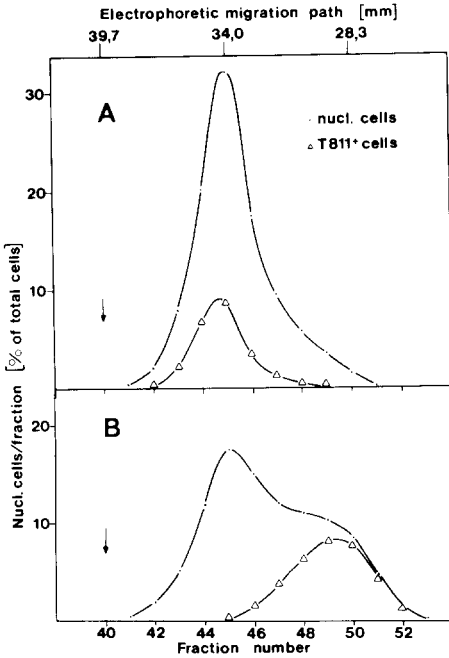 Electrophoretic migration path [mm]
39,7 34,0 28,3
30
20
10
A
· nucl. cells
△ T811+ cells
Nucl. cells/fraction [% of total cells]
B
20
10
40 42 44 46 48 50 52
Fraction number